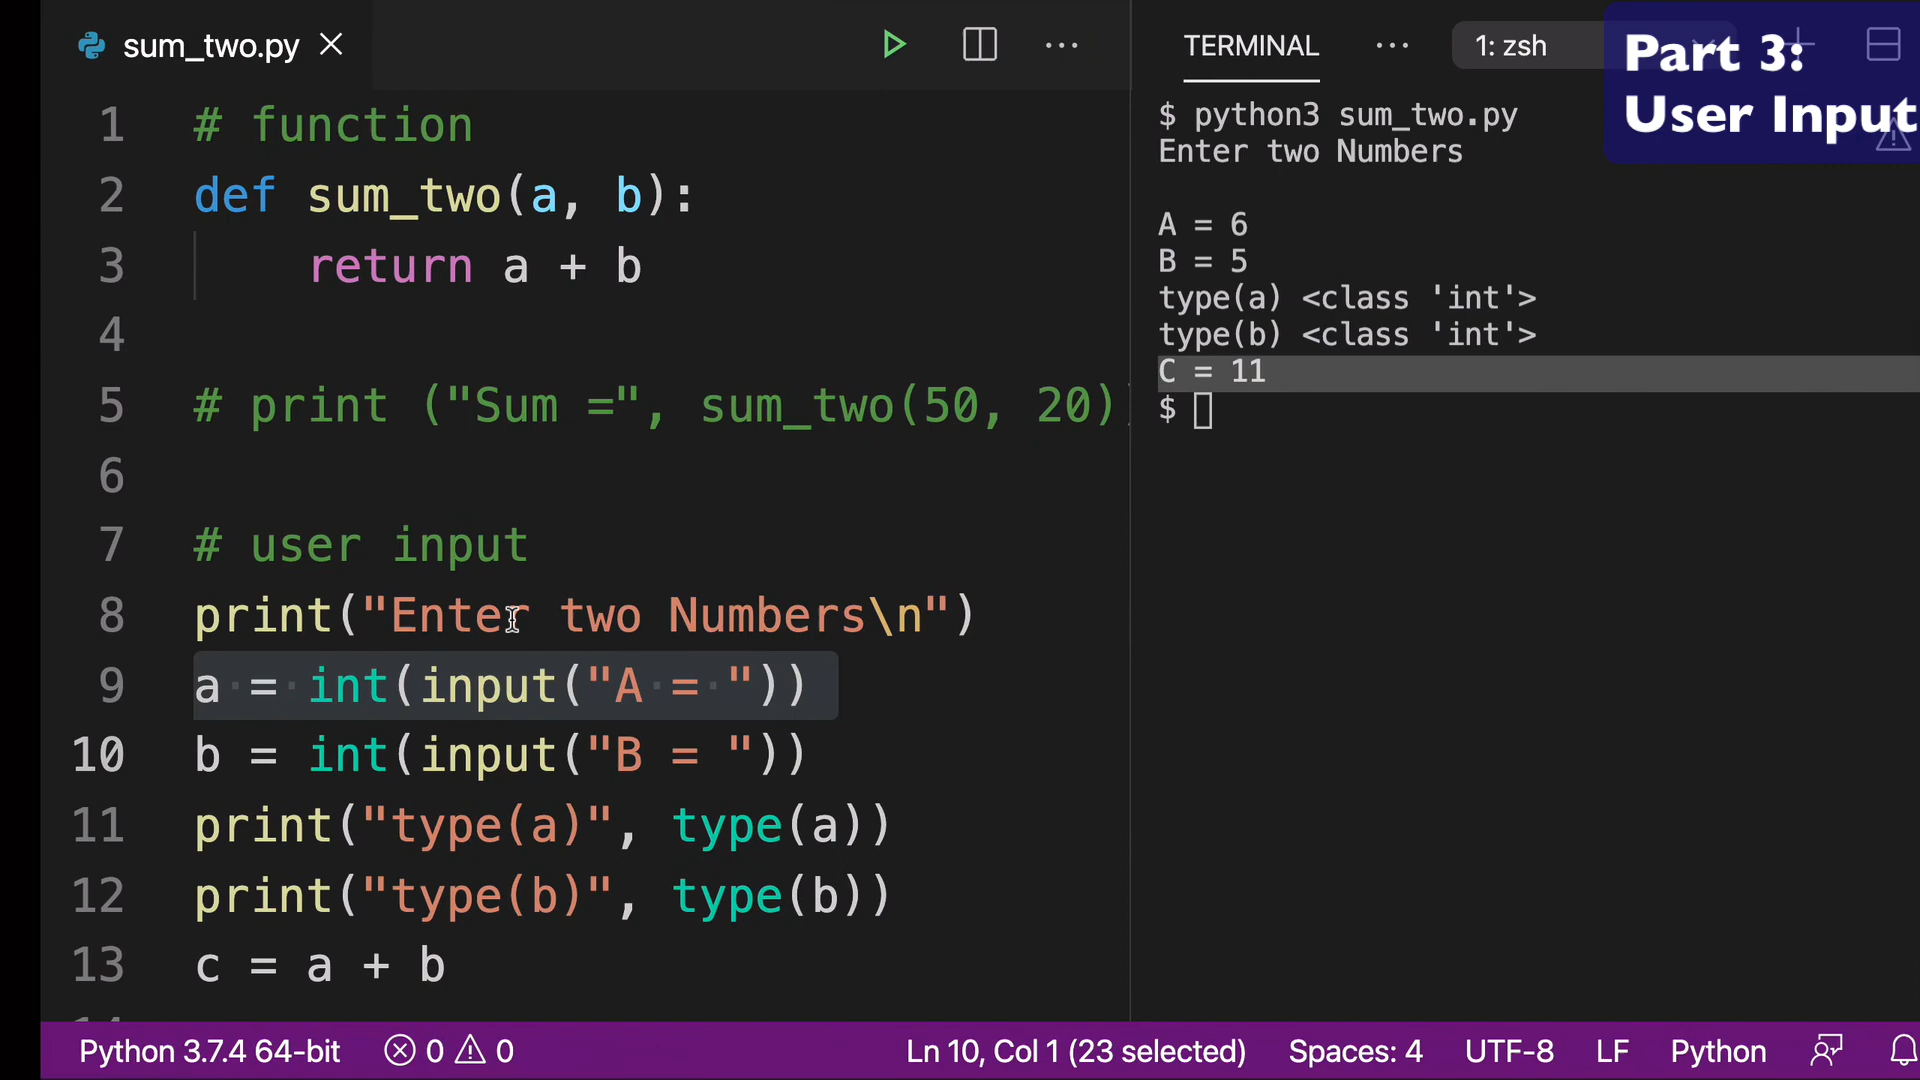 sum_two.py
TERMINAL
1: zsh
Part 3:
User Input
1 # function
2 def sum_two(a, b):
3 return a + b
4
5 # print ("Sum =", sum_two(50, 20)
6
7 # user input
8 print("Enter two Numbers\n")
9 a = int(input("A = "))
10 b = int(input("B = "))
11 print("type(a)", type(a))
12 print("type(b)", type(b))
13 c = a + b
$ python3 sum_two.py
Enter two Numbers
A = 6
B = 5
type(a) <class 'int'>
type(b) <class 'int'>
C = 11
$
Python 3.7.4 64-bit
0
0
Ln 10, Col 1 (23 selected)
Spaces: 4
UTF-8
LF
Python